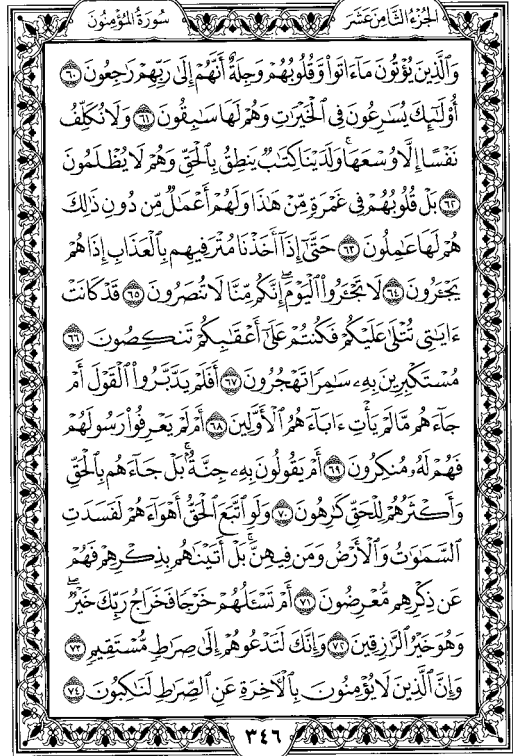 الجزء الثامن عشر
سورة المؤمنون
وَٱلَّذِينَ يُؤْتُونَ مَآ ءَاتَوا۟ وَّقُلُوبُهُمْ وَجِلَةٌ أَنَّهُمْ إِلَىٰ رَبِّهِمْ رَٰجِعُونَ ٦٠
أُو۟لَـٰٓئِكَ يُسَـٰرِعُونَ فِى ٱلْخَيْرَٰتِ وَهُمْ لَهَا سَـٰبِقُونَ ٦١ وَلَا نُكَلِّفُ
نَفْسًا إِلَّا وُسْعَهَا ۚ وَلَدَيْنَا كِتَـٰبٌ يَنطِقُ بِٱلْحَقِّ وَهُمْ لَا يُظْلَمُونَ
٦٢ بَلْ قُلُوبُهُمْ فِى غَمْرَةٍ مِّنْ هَـٰذَا وَلَهُمْ أَعْمَـٰلٌ مِّن دُونِ ذَٰلِكَ
هُمْ لَهَا عَـٰمِلُونَ ٦٣ حَتَّىٰٓ إِذَآ أَخَذْنَا مُتْرَفِيهِم بِٱلْعَذَابِ إِذَا هُمْ
يَجْـَٔرُونَ ٦٤ لَا تَجْـَٔرُوا۟ ٱلْيَوْمَ ۖ إِنَّكُم مِّنَّا لَا تُنصَرُونَ ٦٥ قَدْ كَانَتْ
ءَايَـٰتِى تُتْلَىٰ عَلَيْكُمْ فَكُنتُمْ عَلَىٰٓ أَعْقَـٰبِكُمْ تَنكِصُونَ ٦٦
مُسْتَكْبِرِينَ بِهِۦ سَـٰمِرًا تَهْجُرُونَ ٦٧ أَفَلَمْ يَدَّبَّرُوا۟ ٱلْقَوْلَ أَمْ
جَآءَهُم مَّا لَمْ يَأْتِ ءَابَآءَهُمُ ٱلْأَوَّلِينَ ٦٨ أَمْ لَمْ يَعْرِفُوا۟ رَسُولَهُمْ
فَهُمْ لَهُۥ مُنكِرُونَ ٦٩ أَمْ يَقُولُونَ بِهِۦ جِنَّةٌۢ ۚ بَلْ جَآءَهُم بِٱلْحَقِّ
وَأَكْثَرُهُمْ لِلْحَقِّ كَـٰرِهُونَ ٧٠ وَلَوِ ٱتَّبَعَ ٱلْحَقُّ أَهْوَآءَهُمْ لَفَسَدَتِ
ٱلسَّمَـٰوَٰتُ وَٱلْأَرْضُ وَمَن فِيهِنَّ ۚ بَلْ أَتَيْنَـٰهُم بِذِكْرِهِمْ فَهُمْ
عَن ذِكْرِهِم مُّعْرِضُونَ ٧١ أَمْ تَسْـَٔلُهُمْ خَرْجًا فَخَرَاجُ رَبِّكَ خَيْرٌ ۖ
وَهُوَ خَيْرُ ٱلرَّٰزِقِينَ ٧٢ وَإِنَّكَ لَتَدْعُوهُمْ إِلَىٰ صِرَٰطٍ مُّسْتَقِيمٍ ٧٣
وَإِنَّ ٱلَّذِينَ لَا يُؤْمِنُونَ بِٱلْـَٔاخِرَةِ عَنِ ٱلصِّرَٰطِ لَنَـٰكِبُونَ ٧٤
٣٤٦